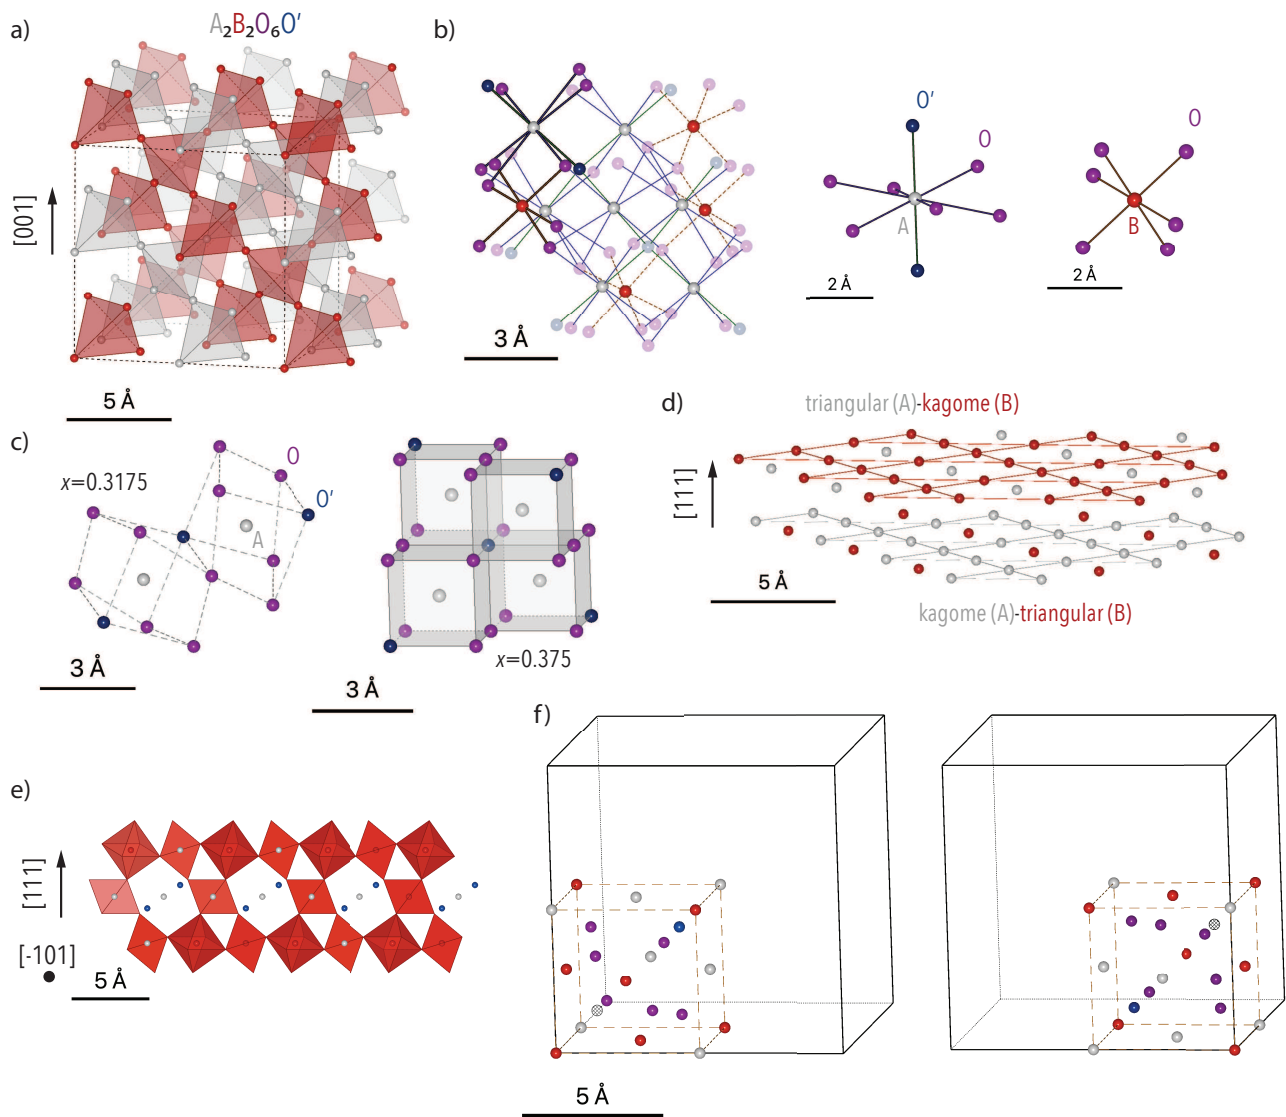 a)
A₂B₂O₆O'
[001]
5 Å
b)
3 Å
O'
O
A
2 Å
O
B
2 Å
c)
x=0.3175
O
O'
A
3 Å
x=0.375
3 Å
d)
triangular (A)-kagome (B)
[111]
5 Å
kagome (A)-triangular (B)
e)
[111]
[-101]
5 Å
f)
5 Å